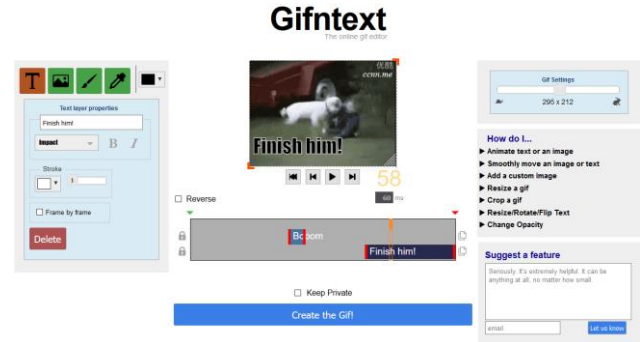 Gifntext
The online gif editor
T
Text layer properties
Finish him!
Impact
B I
Stroke
1
Frame by frame
Delete
ccnn.me
Finish him!
58
Reverse
60 ms
Booom
Finish him!
Keep Private
Create the Gif!
Gif Settings
295 x 212
How do I...
Animate text or an image
Smoothly move an image or text
Add a custom image
Resize a gif
Crop a gif
Resize/Rotate/Flip Text
Change Opacity
Suggest a feature
Seriously. It's extremely helpful. It can be
anything at all, no matter how small
email
Let us know